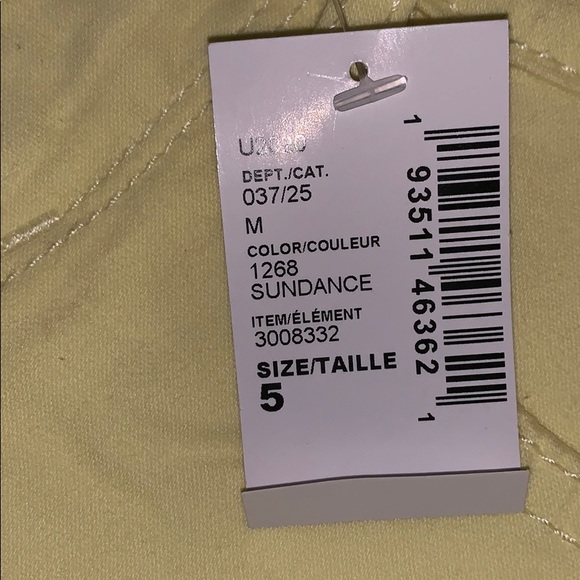 DEPT./CAT.
037/25
M
COLOR/COULEUR
1268
SUNDANCE
ITEM/ÉLÉMENT
3008332
SIZE/TAILLE
5
1 93511 46362 1